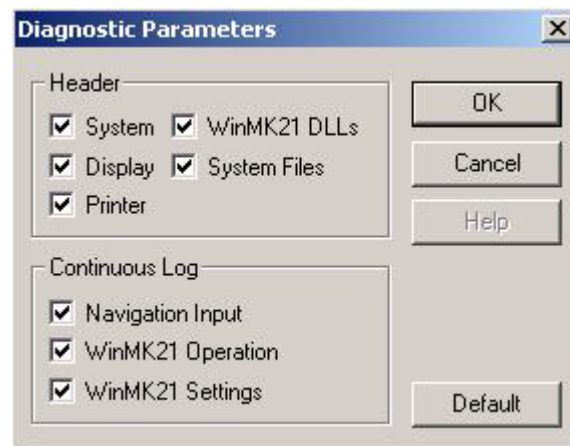 Diagnostic Parameters
Header
System
WinMK21 DLLs
Display
System Files
Printer
OK
Cancel
Help
Continuous Log
Navigation Input
WinMK21 Operation
WinMK21 Settings
Default